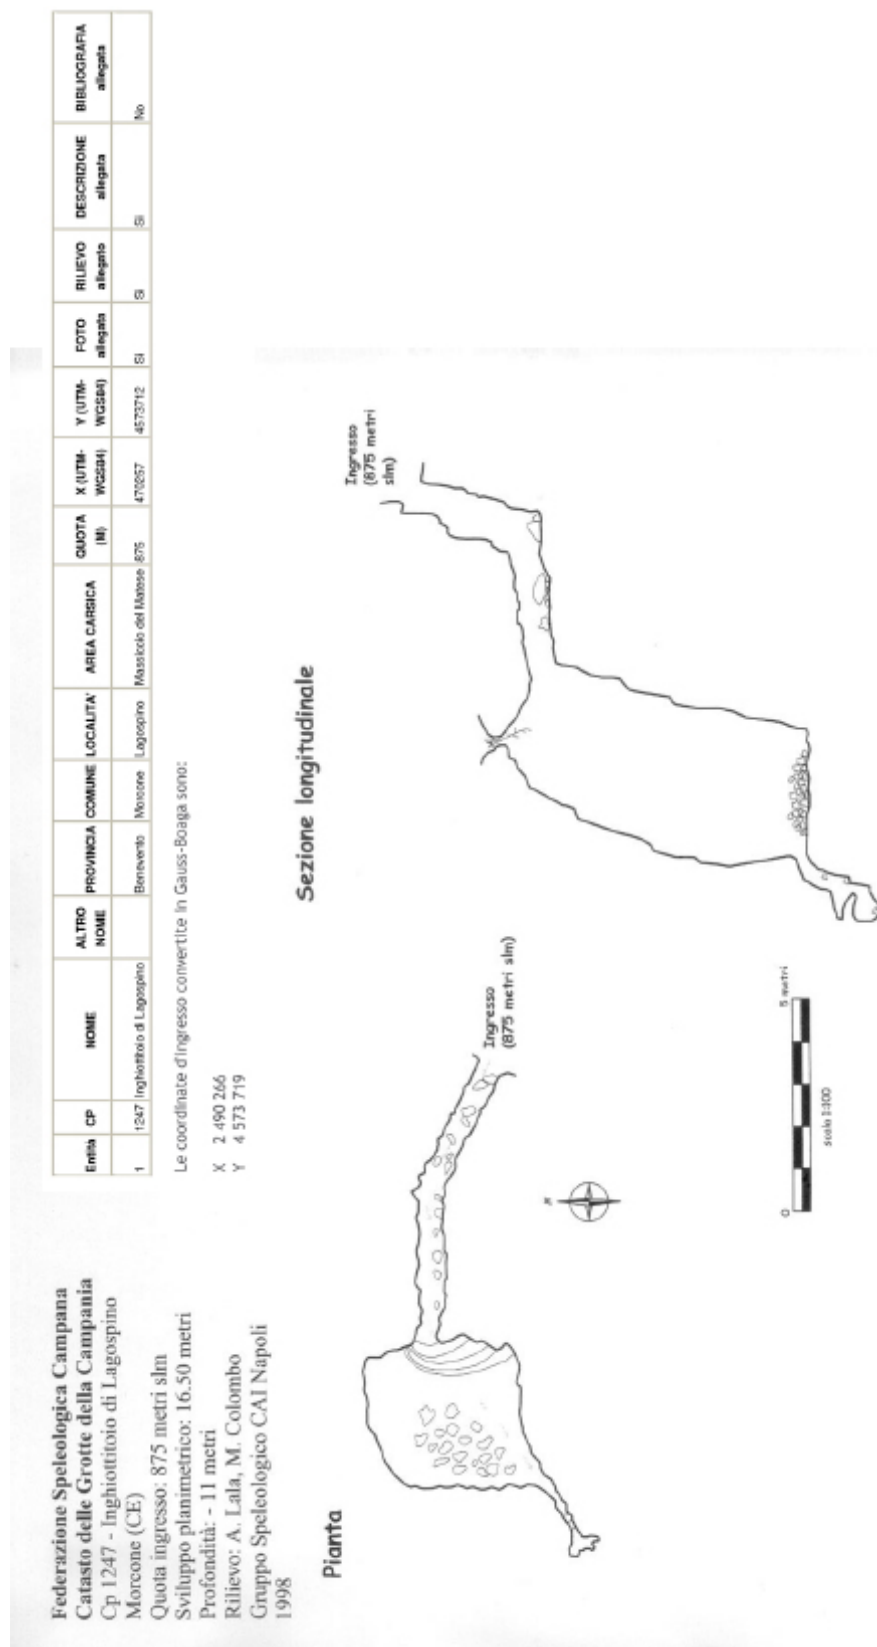 Federazione Speleologica Campana
Catasto delle Grotte della Campania
Cp 1247 - Inghiottitoio di Lagospino
Morcone (CE)
Quota ingresso: 875 metri slm
Sviluppo planimetrico: 16.50 metri
Profondità: - 11 metri
Rilievo: A. Lala, M. Colombo
Gruppo Speleologico CAI Napoli
1998
Entità CP NOME ALTRO NOME PROVINCIA COMUNE LOCALITA' AREA CARSICA QUOTA (M) X (UTM-WGS84) Y (UTM-WGS84) FOTO allegata RILIEVO allegato DESCRIZIONE allegata BIBLIOGRAFIA allegata
1 1247 Inghiottitoio di Lagospino Benevento Morcone Lagospino Massiccio del Matese 875 470257 4573712 Si Si Si No
Le coordinate d'ingresso convertite in Gauss-Boaga sono:
X 2 490 266
Y 4 573 719
Pianta
Ingresso
(875 metri slm)
Sezione longitudinale
Ingresso
(875 metri
slm)
0 5 metri
scala 1:100